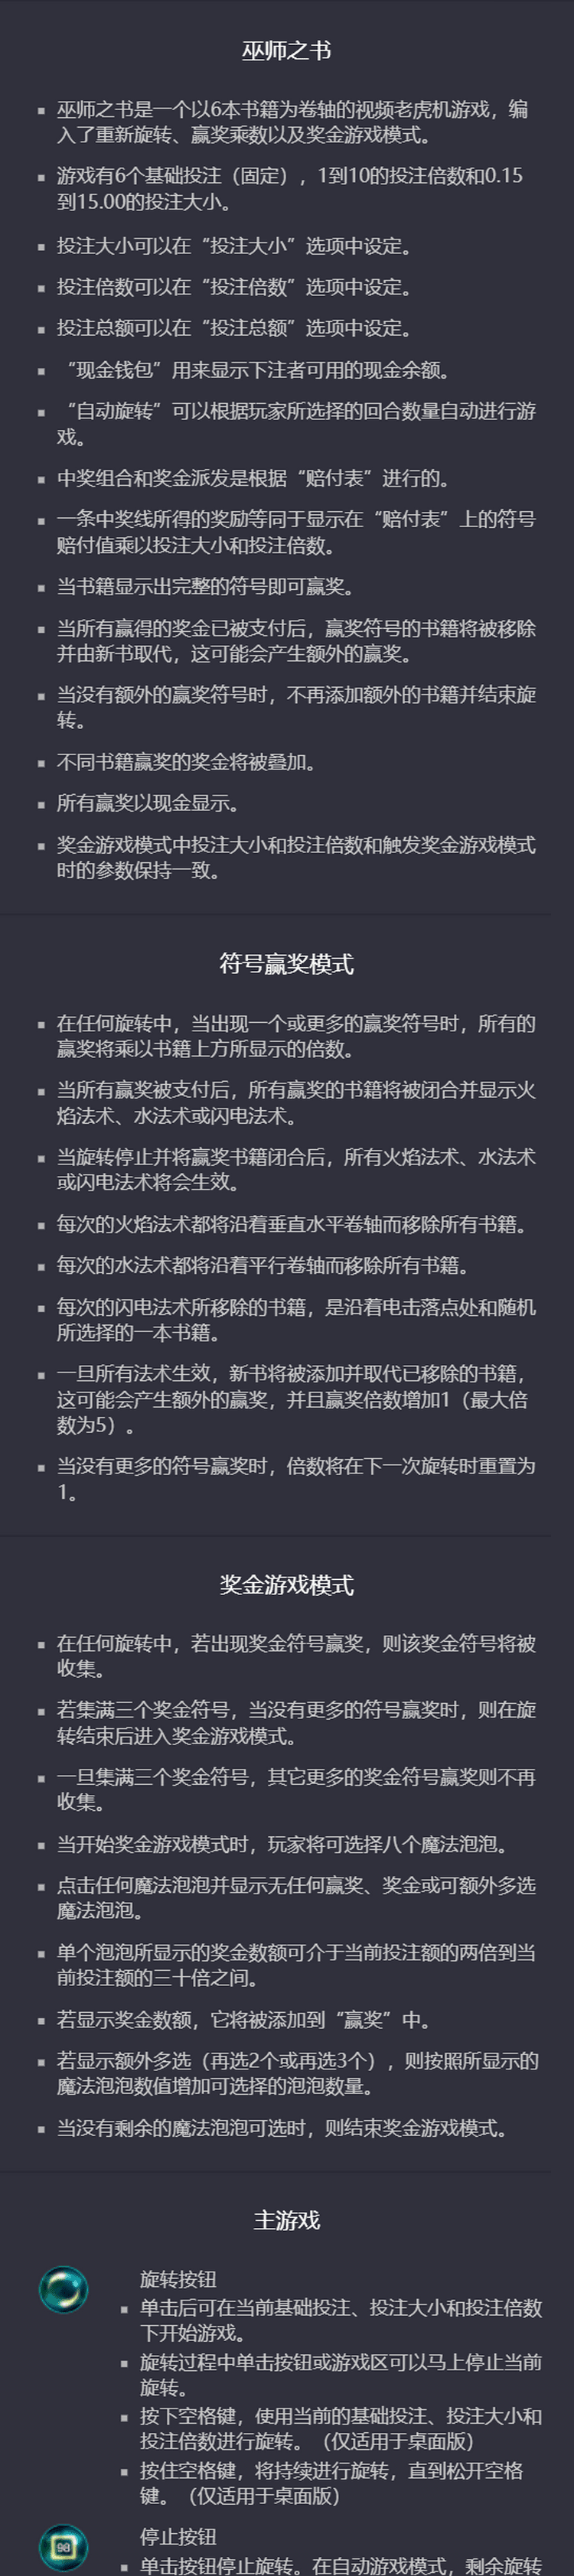 巫师之书
巫师之书是一个以6本书籍为卷轴的视频老虎机游戏，编
入了重新旋转、赢奖乘数以及奖金游戏模式。
游戏有6个基础投注（固定），1到10的投注倍数和0.15
到15.00的投注大小。
投注大小可以在“投注大小”选项中设定。
投注倍数可以在“投注倍数”选项中设定。
投注总额可以在“投注总额”选项中设定。
“现金钱包”用来显示下注者可用的现金余额。
“自动旋转”可以根据玩家所选择的回合数量自动进行游
戏。
中奖组合和奖金派发是根据“赔付表”进行的。
一条中奖线所得的奖励等同于显示在“赔付表”上的符号
赔付值乘以投注大小和投注倍数。
当书籍显示出完整的符号即可赢奖。
当所有赢得的奖金已被支付后，赢奖符号的书籍将被移除
并由新书取代，这可能会产生额外的赢奖。
当没有额外的赢奖符号时，不再添加额外的书籍并结束旋
转。
不同书籍赢奖的奖金将被叠加。
所有赢奖以现金显示。
奖金游戏模式中投注大小和投注倍数和触发奖金游戏模式
时的参数保持一致。
符号赢奖模式
在任何旋转中，当出现一个或更多的赢奖符号时，所有的
赢奖将乘以书籍上方所显示的倍数。
当所有赢奖被支付后，所有赢奖的书籍将被闭合并显示火
焰法术、水法术或闪电法术。
当旋转停止并将赢奖书籍闭合后，所有火焰法术、水法术
或闪电法术将会生效。
每次的火焰法术都将沿着垂直水平卷轴而移除所有书籍。
每次的水法术都将沿着平行卷轴而移除所有书籍。
每次的闪电法术所移除的书籍，是沿着电击落点处和随机
所选择的一本书籍。
一旦所有法术生效，新书将被添加并取代已移除的书籍，
这可能会产生额外的赢奖，并且赢奖倍数增加1（最大倍
数为5）。
当没有更多的符号赢奖时，倍数将在下一次旋转时重置为
1。
奖金游戏模式
在任何旋转中，若出现奖金符号赢奖，则该奖金符号将被
收集。
若集满三个奖金符号，当没有更多的符号赢奖时，则在旋
转结束后进入奖金游戏模式。
一旦集满三个奖金符号，其它更多的奖金符号赢奖则不再
收集。
当开始奖金游戏模式时，玩家将可选择八个魔法泡泡。
点击任何魔法泡泡并显示无任何赢奖、奖金或可额外多选
魔法泡泡。
单个泡泡所显示的奖金数额可介于当前投注额的两倍到当
前投注额的三十倍之间。
若显示奖金数额，它将被添加到“赢奖”中。
若显示额外多选（再选2个或再选3个），则按照所显示的
魔法泡泡数值增加可选择的泡泡数量。
当没有剩余的魔法泡泡可选时，则结束奖金游戏模式。
主游戏
旋转按钮
单击后可在当前基础投注、投注大小和投注倍数
下开始游戏。
旋转过程中单击按钮或游戏区可以马上停止当前
旋转。
按下空格键，使用当前的基础投注、投注大小和
投注倍数进行旋转。（仅适用于桌面版）
按住空格键，将持续进行旋转，直到松开空格
键。（仅适用于桌面版）
98
停止按钮
单击按钮停止旋转。在自动游戏模式，剩余旋转